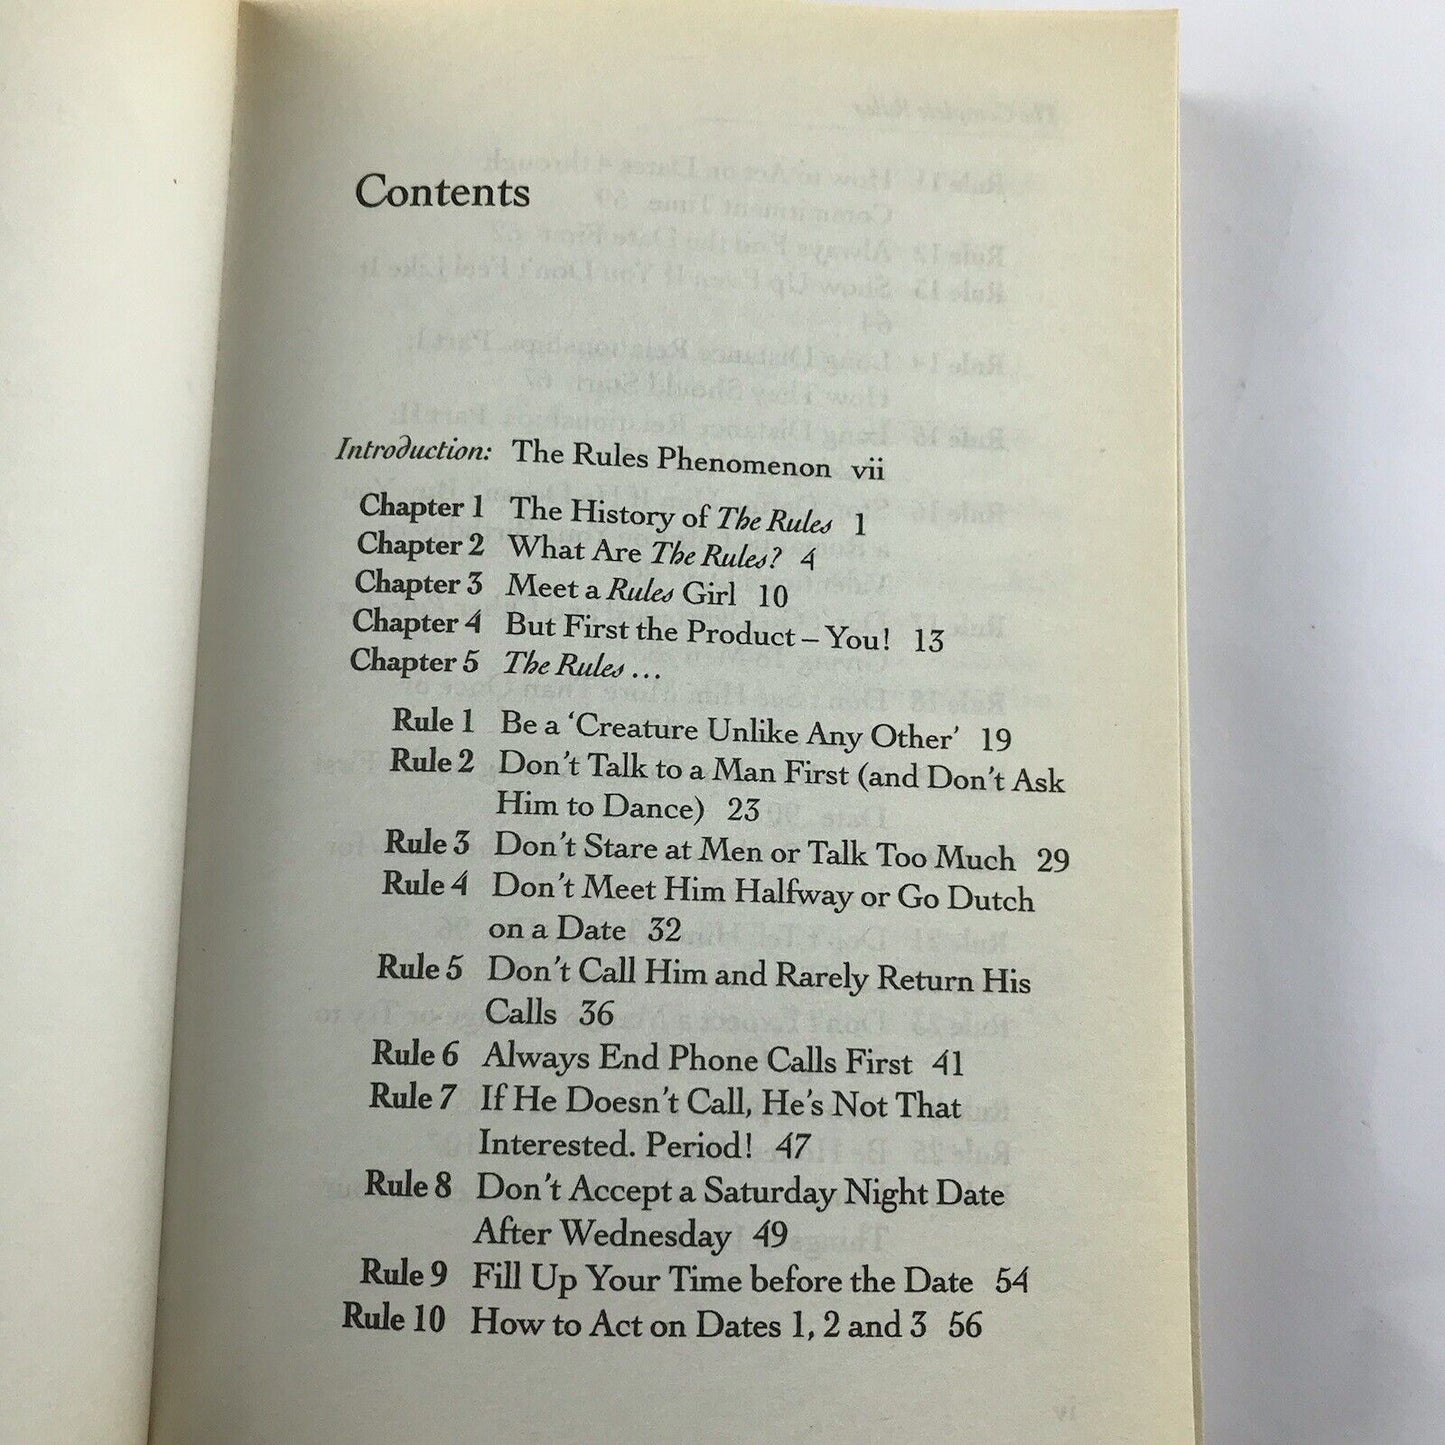 Contents
Introduction: The Rules Phenomenon vii
Chapter 1 The History of The Rules 1
Chapter 2 What Are The Rules? 4
Chapter 3 Meet a Rules Girl 10
Chapter 4 But First the Product – You! 13
Chapter 5 The Rules ...
Rule 1 Be a ‘Creature Unlike Any Other’ 19
Rule 2 Don’t Talk to a Man First (and Don’t Ask
Him to Dance) 23
Rule 3 Don’t Stare at Men or Talk Too Much 29
Rule 4 Don’t Meet Him Halfway or Go Dutch
on a Date 32
Rule 5 Don’t Call Him and Rarely Return His
Calls 36
Rule 6 Always End Phone Calls First 41
Rule 7 If He Doesn’t Call, He’s Not That
Interested. Period! 47
Rule 8 Don’t Accept a Saturday Night Date
After Wednesday 49
Rule 9 Fill Up Your Time before the Date 54
Rule 10 How to Act on Dates 1, 2 and 3 56